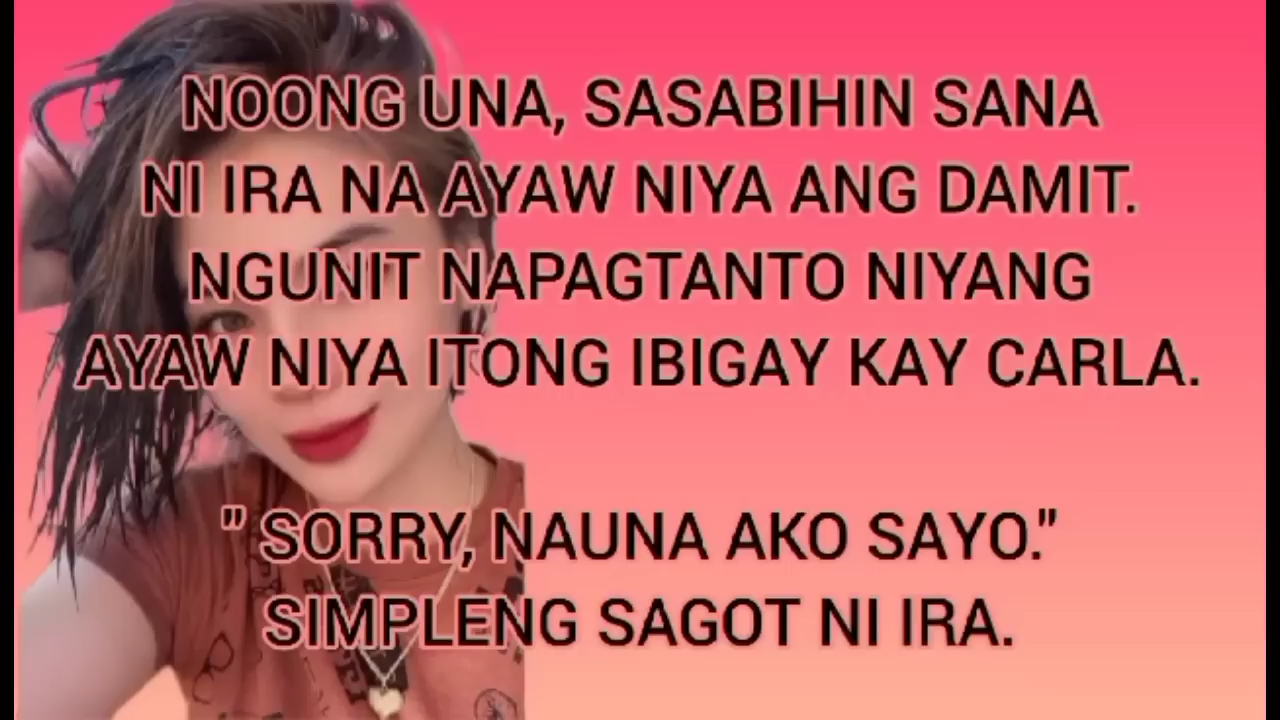 NOONG UNA, SASABIHIN SANA
NI IRA NA AYAW NIYA ANG DAMIT.
NGUNIT NAPAGTANTO NIYANG
AYAW NIYA ITONG IBIGAY KAY CARLA.
" SORRY, NAUNA AKO SAYO."
SIMPLENG SAGOT NI IRA.